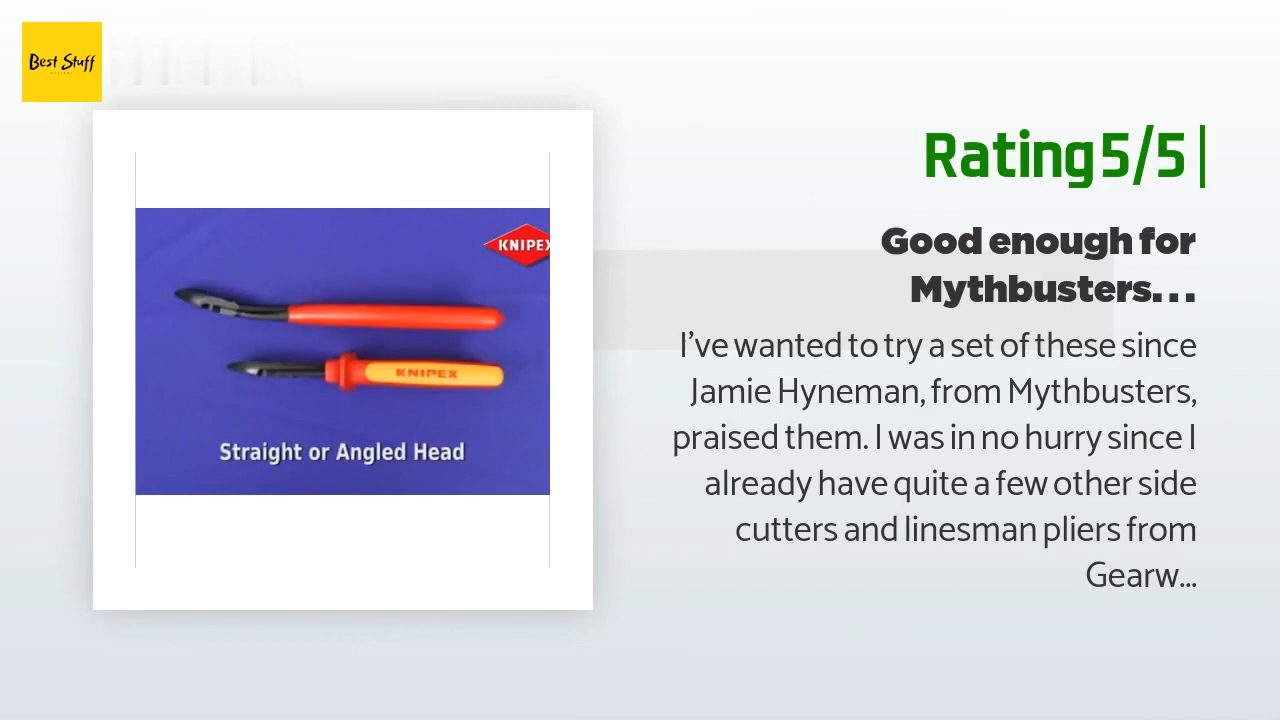 Best Stuff
Rating 5/5 |
Good enough for
Mythbusters...
I've wanted to try a set of these since
Jamie Hyneman, from Mythbusters,
praised them. I was in no hurry since I
already have quite a few other side
cutters and linesman pliers from
Gearw...
KNIPEX
KNIPEX
Straight or Angled Head